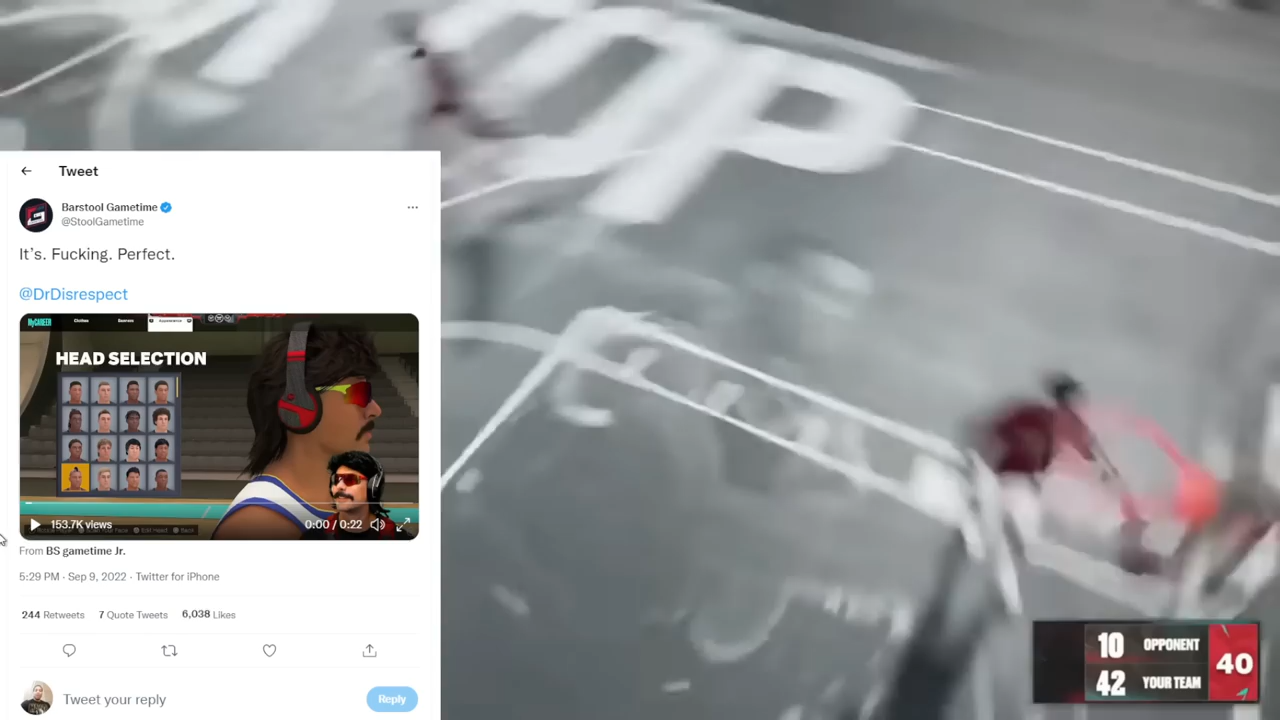 Tweet
Barstool Gametime
@StoolGametime
It's. Fucking. Perfect.
@DrDisrespect
MyCAREER
Appearance
HEAD SELECTION
153.7K views
0:00 / 0:22
From BS gametime Jr.
5:29 PM · Sep 9, 2022 · Twitter for iPhone
244 Retweets 7 Quote Tweets 6,038 Likes
Tweet your reply
Reply
10 OPPONENT
42 YOUR TEAM
40